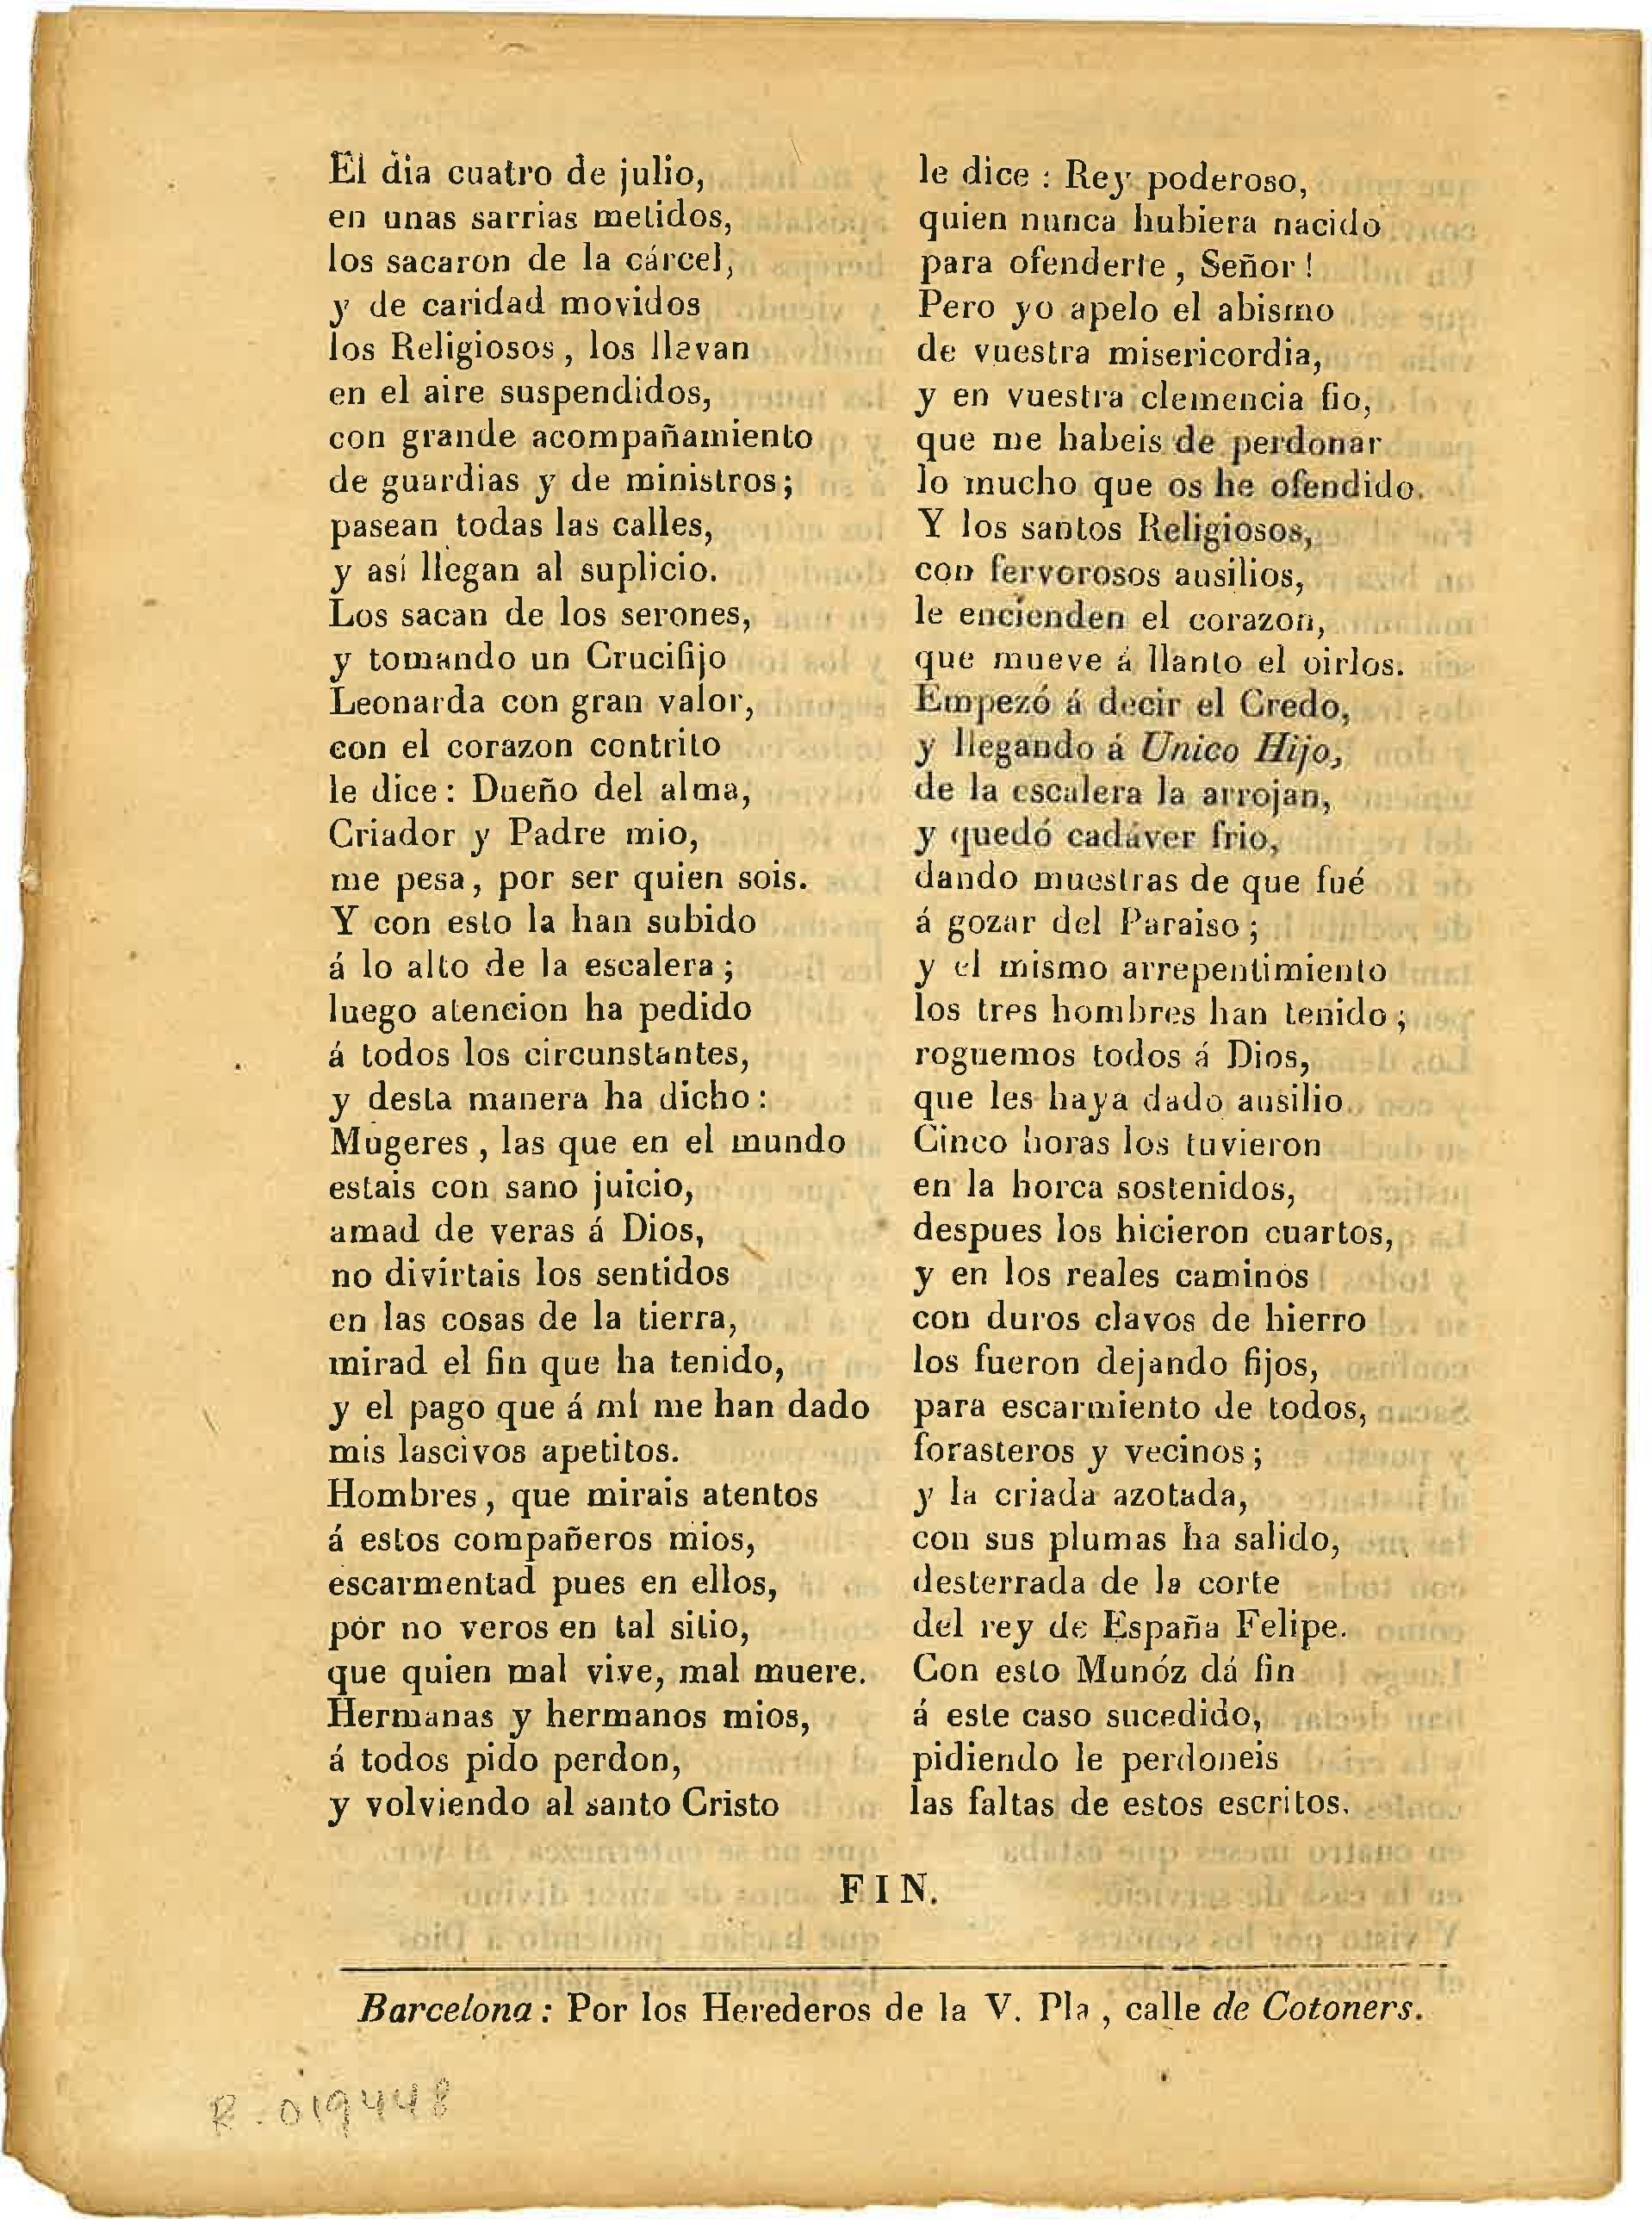 El dia cuatro de julio,
en unas sarrias metidos,
los sacaron de la cárcel,
y de caridad movidos
los Religiosos, los llevan
en el aire suspendidos,
con grande acompañamiento
de guardias y de ministros;
pasean todas las calles,
y así llegan al suplicio.
Los sacan de los serones,
y tomando un Crucifijo
Leonarda con gran valor,
con el corazon contrito
le dice: Dueño del alma,
Criador y Padre mio,
me pesa, por ser quien sois.
Y con esto la han subido
á lo alto de la escalera;
luego atencion ha pedido
á todos los circunstantes,
y desta manera ha dicho:
Mugeres, las que en el mundo
estais con sano juicio,
amad de veras á Dios,
no divirtais los sentidos
en las cosas de la tierra,
mirad el fin que ha tenido,
y el pago que á mí me han dado
mis lascivos apetitos.
Hombres, que mirais atentos
á estos compañeros mios,
escarmentad pues en ellos,
por no veros en tal sitio,
que quien mal vive, mal muere.
Hermanas y hermanos mios,
á todos pido perdon,
y volviendo al santo Cristo
le dice: Rey poderoso,
quien nunca hubiera nacido
para ofenderte, Señor!
Pero yo apelo el abismo
de vuestra misericordia,
y en vuestra clemencia fio,
que me habeis de perdonar
lo mucho que os he ofendido.
Y los santos Religiosos,
con fervorosos ausilios,
le encienden el corazon,
que mueve á llanto el oirlos.
Empezó á decir el Credo,
y llegando á Unico Hijo,
de la escalera la arrojan,
y quedó cadáver frio,
dando muestras de que fué
á gozar del Paraiso;
y el mismo arrepentimiento
los tres hombres han tenido;
roguemos todos á Dios,
que les haya dado ausilio.
Cinco horas los tuvieron
en la horca sostenidos,
despues los hicieron cuartos,
y en los reales caminos
con duros clavos de hierro
los fueron dejando fijos,
para escarmiento de todos,
forasteros y vecinos;
y la criada azotada,
con sus plumas ha salido,
desterrada de la corte
del rey de España Felipe.
Con esto Munóz dá fin
á este caso sucedido,
pidiendo le perdoneis
las faltas de estos escritos.
FIN.
Barcelona: Por los Herederos de la V. Pla, calle de Cotoners.
R. 019448